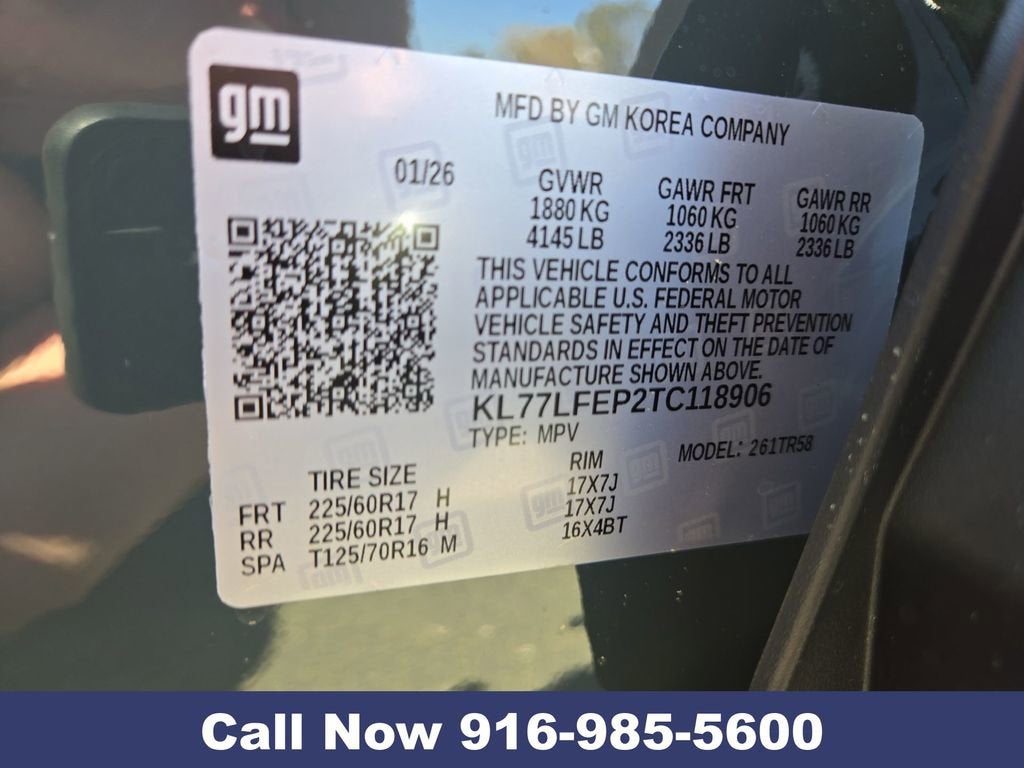 gm
MFD BY GM KOREA COMPANY
01/26
GVWR GAWR FRT GAWR RR
1880 KG 1060 KG 1060 KG
4145 LB 2336 LB 2336 LB
THIS VEHICLE CONFORMS TO ALL
APPLICABLE U.S. FEDERAL MOTOR
VEHICLE SAFETY AND THEFT PREVENTION
STANDARDS IN EFFECT ON THE DATE OF
MANUFACTURE SHOWN ABOVE.
KL77LFEP2TC118906
TYPE: MPV MODEL: 261TR58
TIRE SIZE RIM
FRT 225/60R17 H 17X7J
RR 225/60R17 H 17X7J
SPA T125/70R16 M 16X4BT
Call Now 916-985-5600